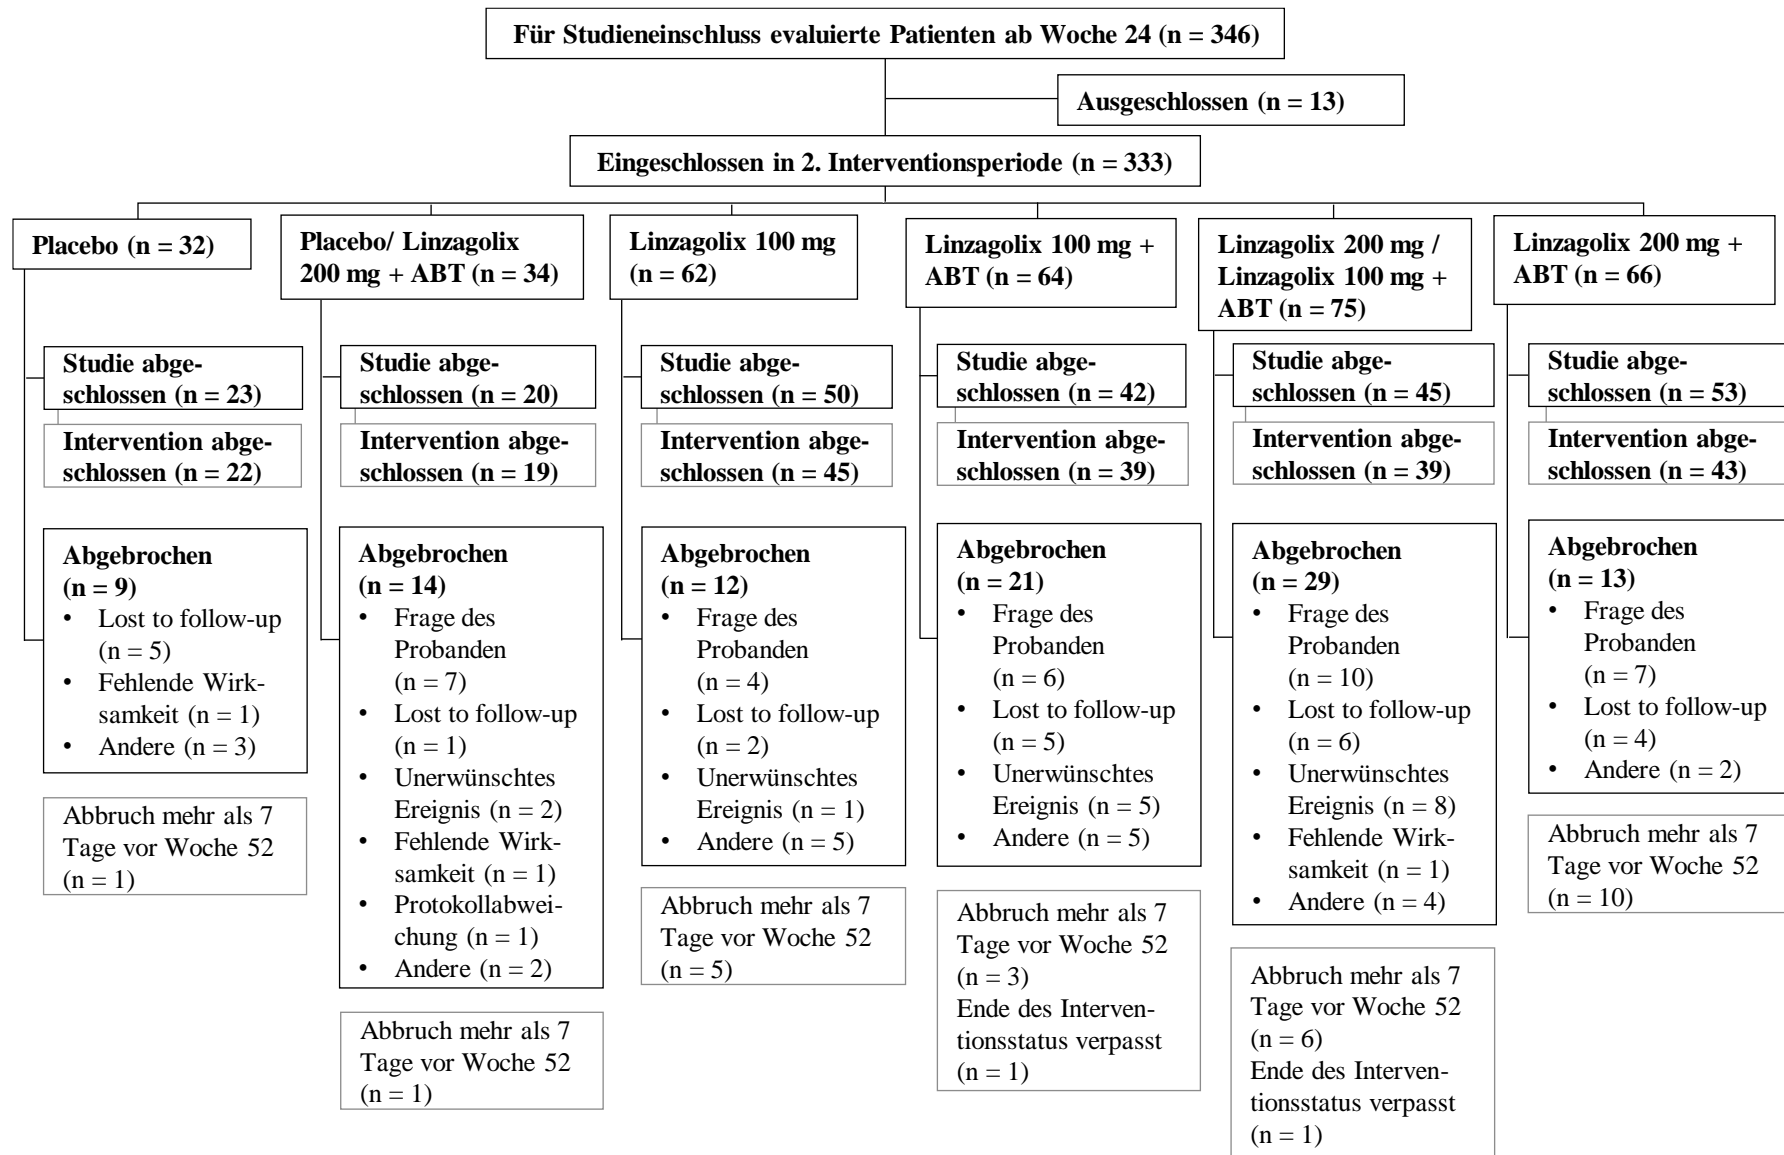 Für Studieneinschluss evaluierte Patienten ab Woche 24 (n = 346)
Ausgeschlossen (n = 13)
Eingeschlossen in 2. Interventionsperiode (n = 333)
Placebo (n = 32)
Studie abge-
schlossen (n = 23)
Intervention abge-
schlossen (n = 22)
Abgebrochen
(n = 9)
• Lost to follow-up
(n = 5)
• Fehlende Wirk-
samkeit (n = 1)
• Andere (n = 3)
Abbruch mehr als 7
Tage vor Woche 52
(n = 1)
Placebo/ Linzagolix
200 mg + ABT (n = 34)
Studie abge-
schlossen (n = 20)
Intervention abge-
schlossen (n = 19)
Abgebrochen
(n = 14)
• Frage des
Probanden
(n = 7)
• Lost to follow-up
(n = 1)
• Unerwünschtes
Ereignis (n = 2)
• Fehlende Wirk-
samkeit (n = 1)
• Protokollabwei-
chung (n = 1)
• Andere (n = 2)
Abbruch mehr als 7
Tage vor Woche 52
(n = 1)
Linzagolix 100 mg
(n = 62)
Studie abge-
schlossen (n = 50)
Intervention abge-
schlossen (n = 45)
Abgebrochen
(n = 12)
• Frage des
Probanden
(n = 4)
• Lost to follow-up
(n = 2)
• Unerwünschtes
Ereignis (n = 1)
• Andere (n = 5)
Abbruch mehr als 7
Tage vor Woche 52
(n = 5)
Linzagolix 100 mg +
ABT (n = 64)
Studie abge-
schlossen (n = 42)
Intervention abge-
schlossen (n = 39)
Abgebrochen
(n = 21)
• Frage des
Probanden
(n = 6)
• Lost to follow-up
(n = 5)
• Unerwünschtes
Ereignis (n = 5)
• Andere (n = 5)
Abbruch mehr als 7
Tage vor Woche 52
(n = 3)
Ende des Interven-
tionsstatus verpasst
(n = 1)
Linzagolix 200 mg /
Linzagolix 100 mg +
ABT (n = 75)
Studie abge-
schlossen (n = 45)
Intervention abge-
schlossen (n = 39)
Abgebrochen
(n = 29)
• Frage des
Probanden
(n = 10)
• Lost to follow-up
(n = 6)
• Unerwünschtes
Ereignis (n = 8)
• Fehlende Wirk-
samkeit (n = 1)
• Andere (n = 4)
Abbruch mehr als 7
Tage vor Woche 52
(n = 6)
Ende des Interven-
tionsstatus verpasst
(n = 1)
Linzagolix 200 mg +
ABT (n = 66)
Studie abge-
schlossen (n = 53)
Intervention abge-
schlossen (n = 43)
Abgebrochen
(n = 13)
• Frage des
Probanden
(n = 7)
• Lost to follow-up
(n = 4)
• Andere (n = 2)
Abbruch mehr als 7
Tage vor Woche 52
(n = 10)